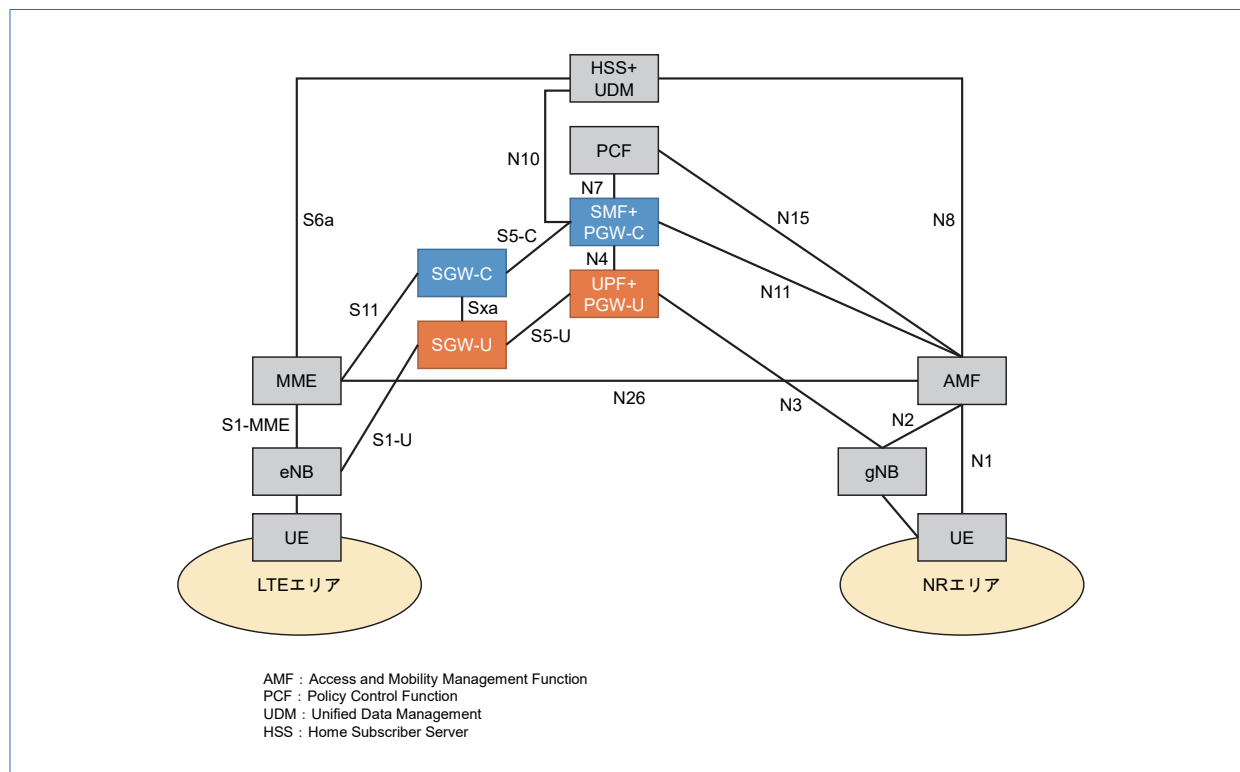 HSS+
UDM
PCF
N10
N7
SMF+
PGW-C
N15
N8
S6a
S5-C
N4
SGW-C
UPF+
PGW-U
N11
S11
Sxa
SGW-U
S5-U
MME
AMF
N26
N3
S1-MME
S1-U
N2
eNB
gNB
N1
UE
UE
LTEエリア
NRエリア
AMF：Access and Mobility Management Function
PCF：Policy Control Function
UDM：Unified Data Management
HSS：Home Subscriber Server